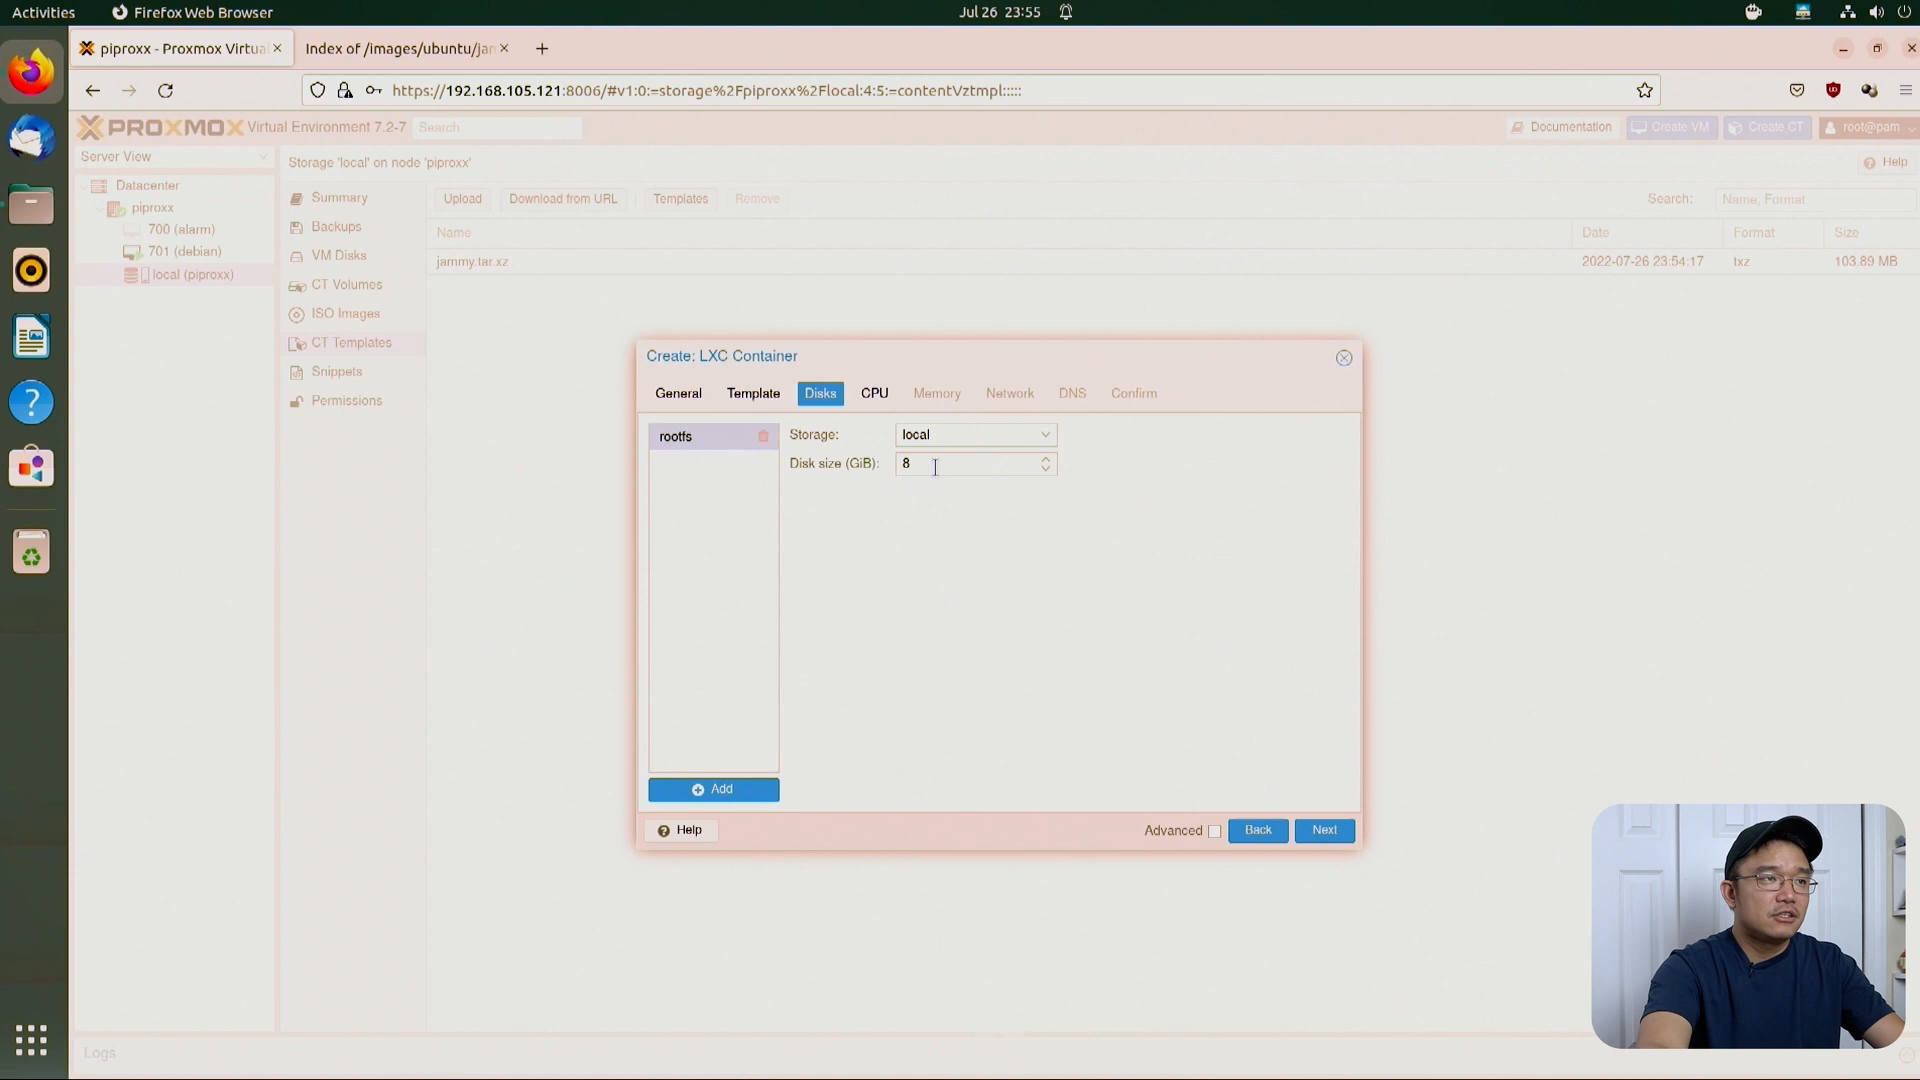 Activities
Firefox Web Browser
Jul 26 23:55
piproxx - Proxmox Virtual
Index of /images/ubuntu/jam
https://192.168.105.121:8006/#v1:0:=storage%2Fpiproxx%2Flocal:4:5:=contentVztmpl:::::
PROXMOX Virtual Environment 7.2-7
Search
Documentation
Create VM
Create CT
root@pam
Server View
Storage 'local' on node 'piproxx'
Help
Datacenter
piproxx
700 (alarm)
701 (debian)
local (piproxx)
Summary
Backups
VM Disks
CT Volumes
ISO Images
CT Templates
Snippets
Permissions
Upload
Download from URL
Templates
Remove
Search:
Name, Format
Name
Date
Format
Size
jammy.tar.xz
2022-07-26 23:54:17
txz
103.89 MB
Create: LXC Container
General
Template
Disks
CPU
Memory
Network
DNS
Confirm
rootfs
Storage:
local
Disk size (GiB):
8
Add
Help
Advanced
Back
Next
Logs